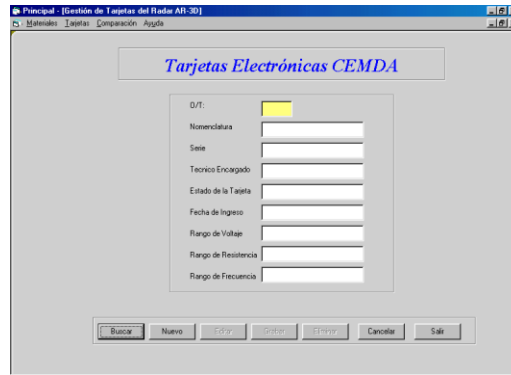 Principal - [Gestión de Tarjetas del Radar AR-3D]
Materiales Tarjetas Comparación Ayuda
Tarjetas Electrónicas CEMDA
O/T:
Nomenclatura
Serie
Tecnico Encargado
Estado de la Tarjeta
Fecha de Ingreso
Rango de Voltaje
Rango de Resistencia
Rango de Frecuencia
Buscar Nuevo Editar Grabar Eliminar Cancelar Salir